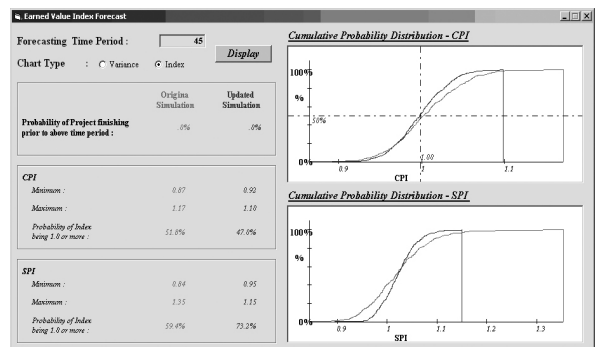 Earned Value Index Forecast
Forecasting Time Period : 45
Display
Chart Type : Variance Index
Origina Simulation Updated Simulation
Probability of Project finishing prior to above time period : .0% .0%
CPI
Minimum : 0.87 0.92
Maximum : 1.17 1.10
Probability of Index being 1.0 or more : 51.8% 47.0%
SPI
Minimum : 0.84 0.95
Maximum : 1.35 1.15
Probability of Index being 1.0 or more : 59.4% 73.2%
Cumulative Probability Distribution - CPI
100%
%
50%
0%
1.00
0.9 1 1.1
CPI
Cumulative Probability Distribution - SPI
100%
%
0%
0.9 1 1.1 1.2 1.3
SPI